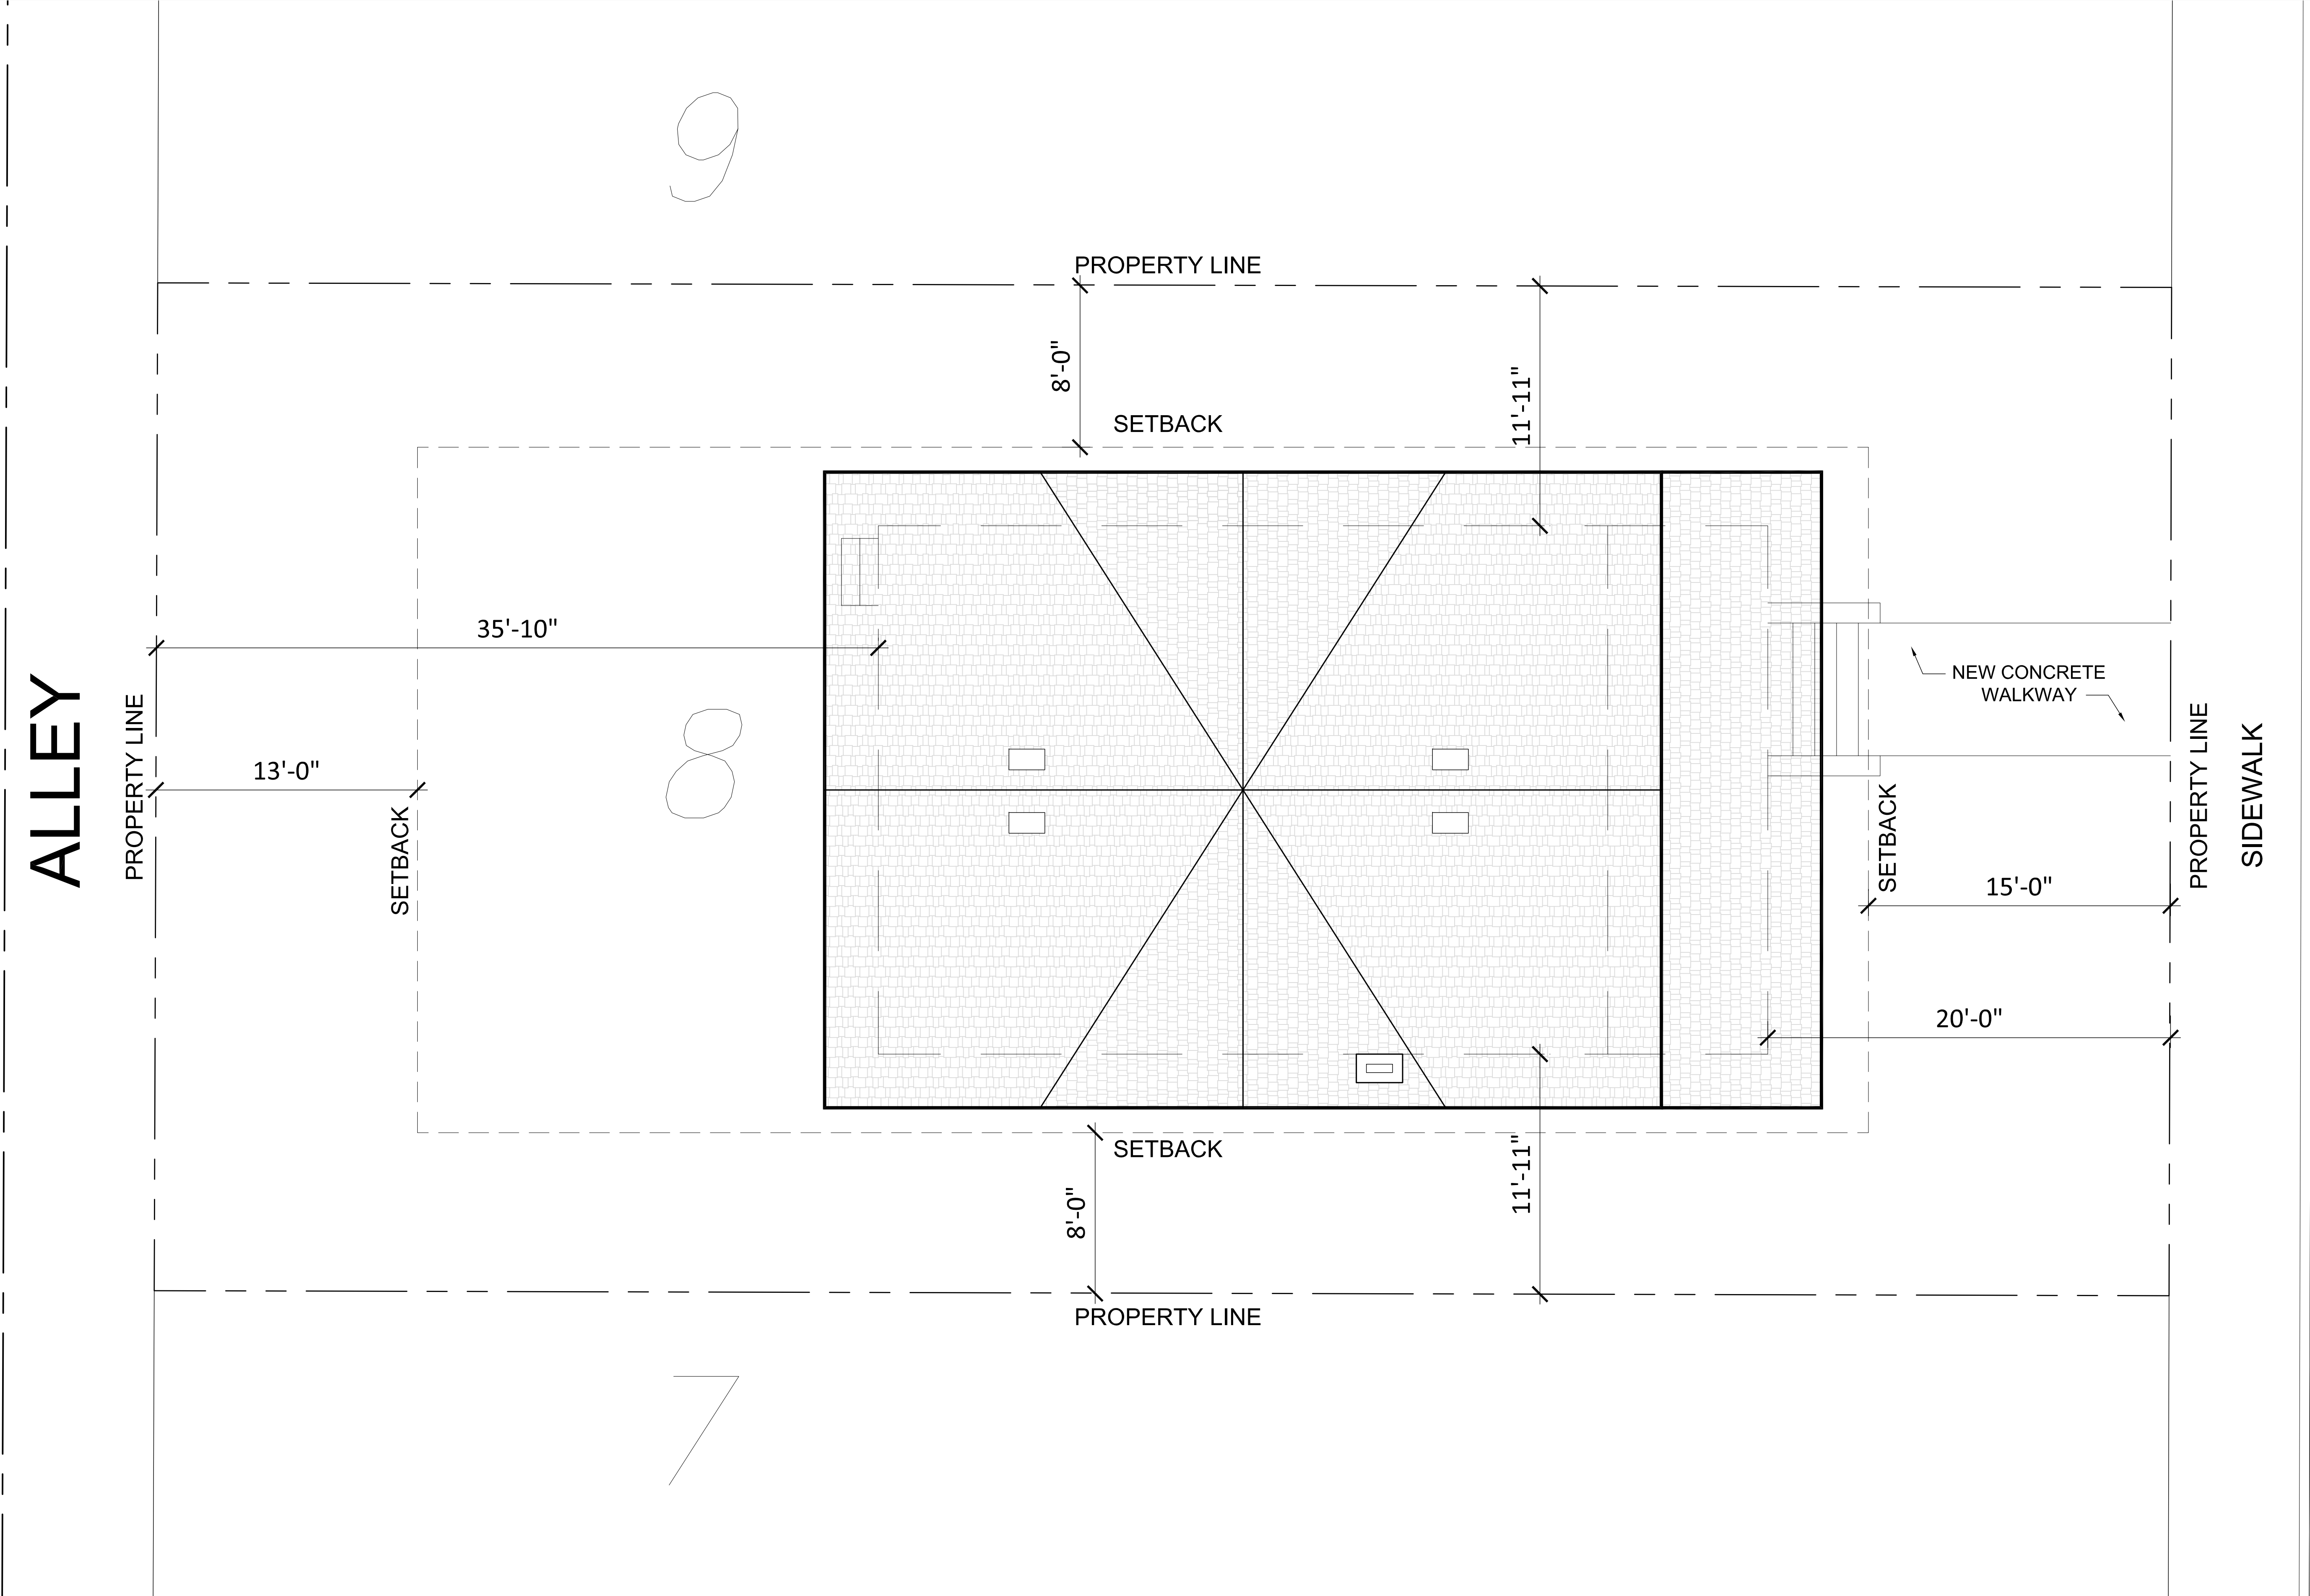 9
PROPERTY LINE
8'-0"
11'-11"
SETBACK
35'-10"
NEW CONCRETE
WALKWAY
ALLEY
PROPERTY LINE
13'-0"
SETBACK
8
SETBACK
15'-0"
PROPERTY LINE
SIDEWALK
20'-0"
SETBACK
8'-0"
11'-11"
PROPERTY LINE
7